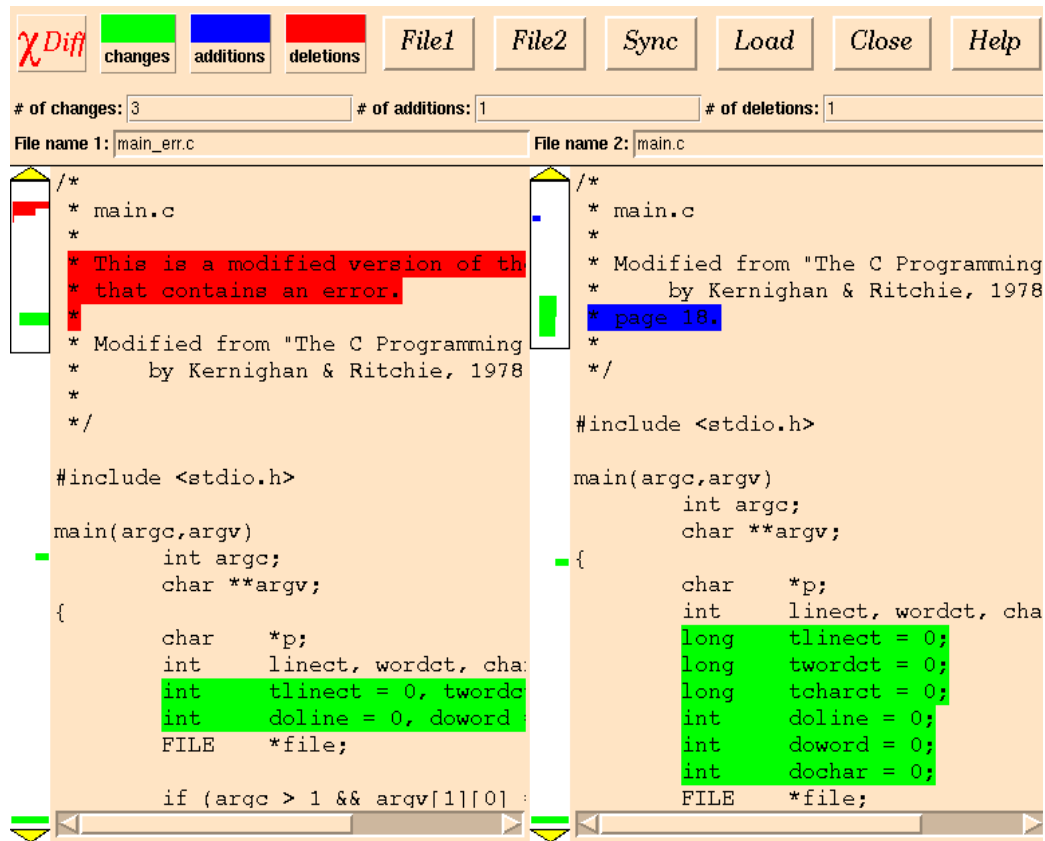 χDiff changes additions deletions File1 File2 Sync Load Close Help
# of changes: 3 # of additions: 1 # of deletions: 1
File name 1: main_err.c File name 2: main.c
/*
 * main.c
 *
 * This is a modified version of th
 * that contains an error.
 *
 * Modified from "The C Programming
 *     by Kernighan & Ritchie, 1978
 *
 */

#include <stdio.h>

main(argc,argv)
        int argc;
        char **argv;
{
        char    *p;
        int     linect, wordct, cha
        int     tlinect = 0, twordc
        int     doline = 0, doword =
        FILE    *file;

        if (argc > 1 && argv[1][0] =
/*
 * main.c
 *
 * Modified from "The C Programming
 *     by Kernighan & Ritchie, 1978
 * page 18.
 *
 */

#include <stdio.h>

main(argc,argv)
        int argc;
        char **argv;
{
        char    *p;
        int     linect, wordct, cha
        long    tlinect = 0;
        long    twordct = 0;
        long    tcharct = 0;
        int     doline = 0;
        int     doword = 0;
        int     dochar = 0;
        FILE    *file;